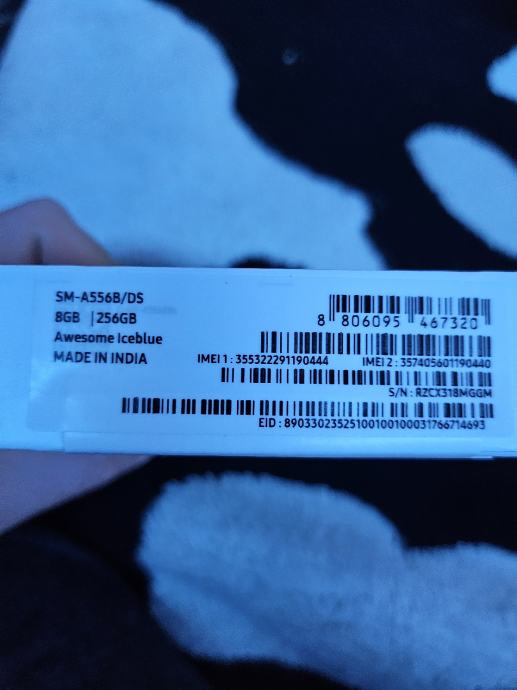 SM-A556B/DS
8GB | 256GB
Awesome Iceblue
MADE IN INDIA
8 806095 467320
IMEI 1 : 355322291190444 IMEI 2 : 357405601190440
S/N : RZCX318MGGM
EID : 89033023525100100100031766714693